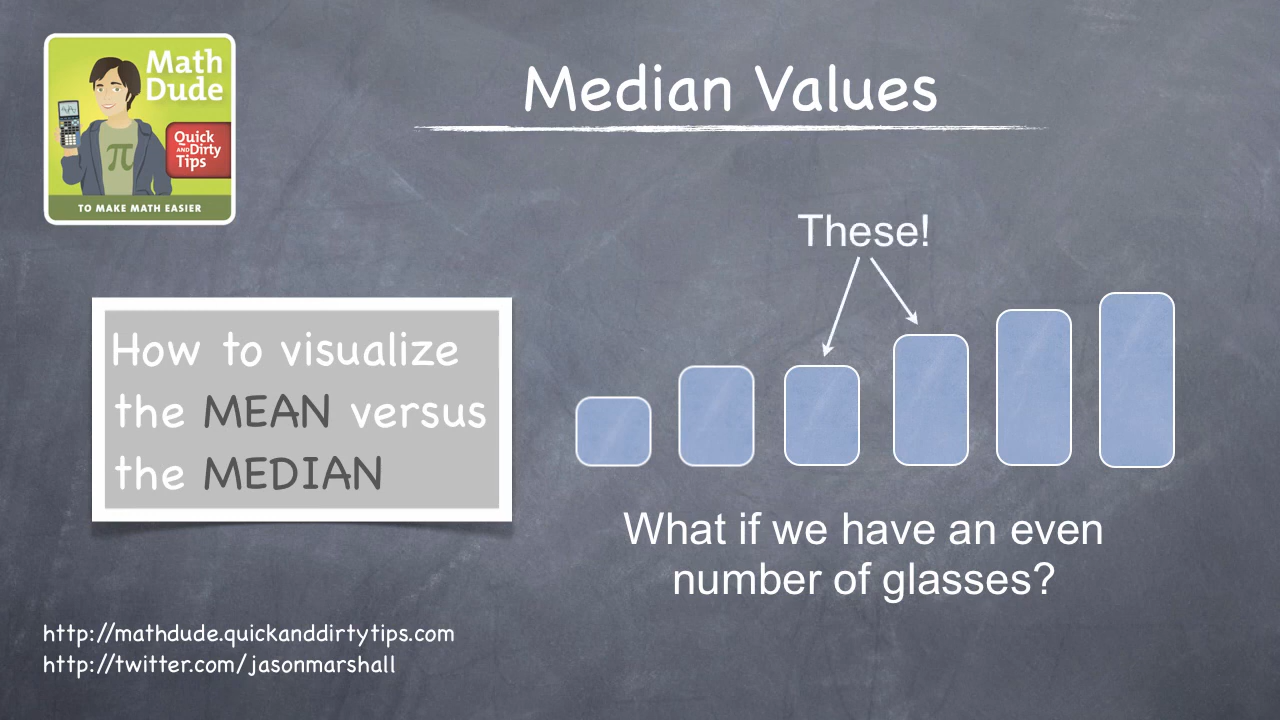 Math
Dude
Quick
AND Dirty
Tips
π
TO MAKE MATH EASIER
Median Values
These!
How to visualize
the MEAN versus
the MEDIAN
What if we have an even
number of glasses?
http://mathdude.quickanddirtytips.com
http://twitter.com/jasonmarshall